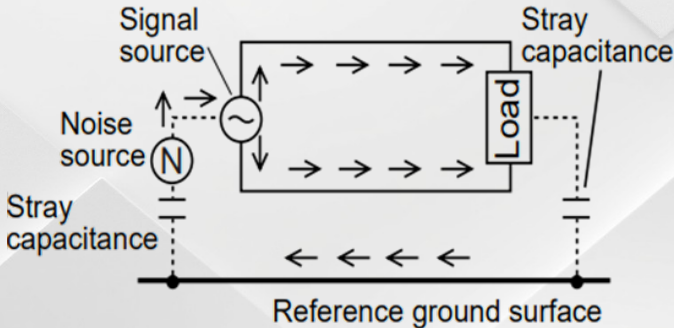 Signal
source
Stray
capacitance
Noise
source
N
Load
Stray
capacitance
Reference ground surface